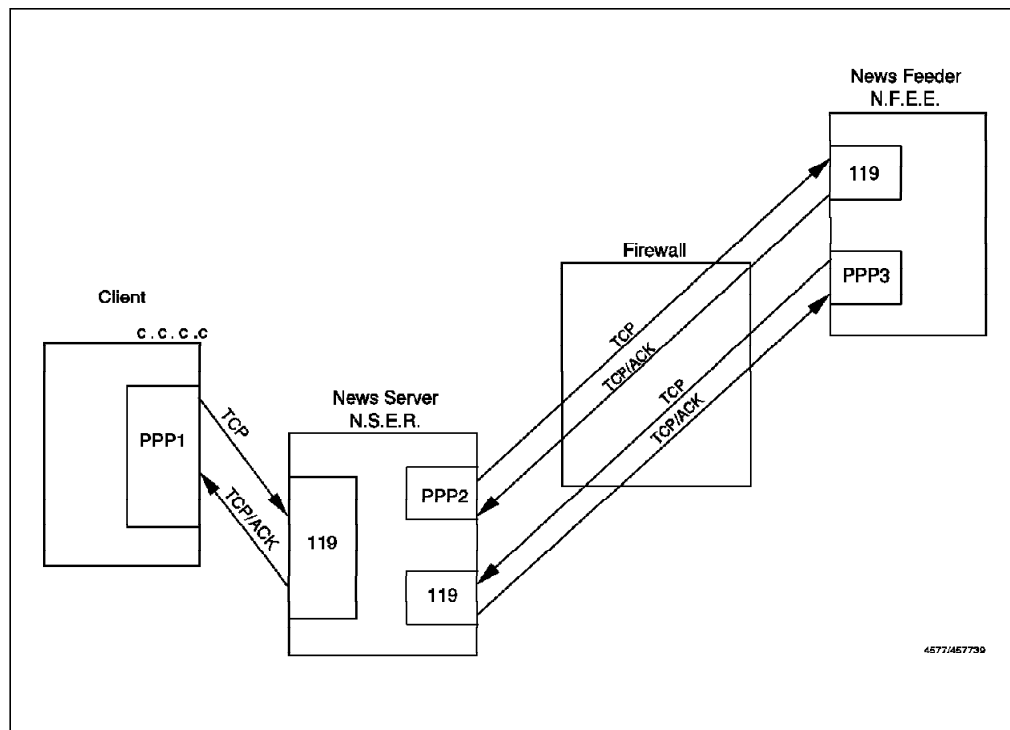 News Feeder
N.F.E.E.
119
PPP3
Firewall
TCP
TCP/ACK
TCP
TCP/ACK
Client
C . C . C .C
PPP1
TCP
TCP/ACK
News Server
N.S.E.R.
119
PPP2
119
4577/457739